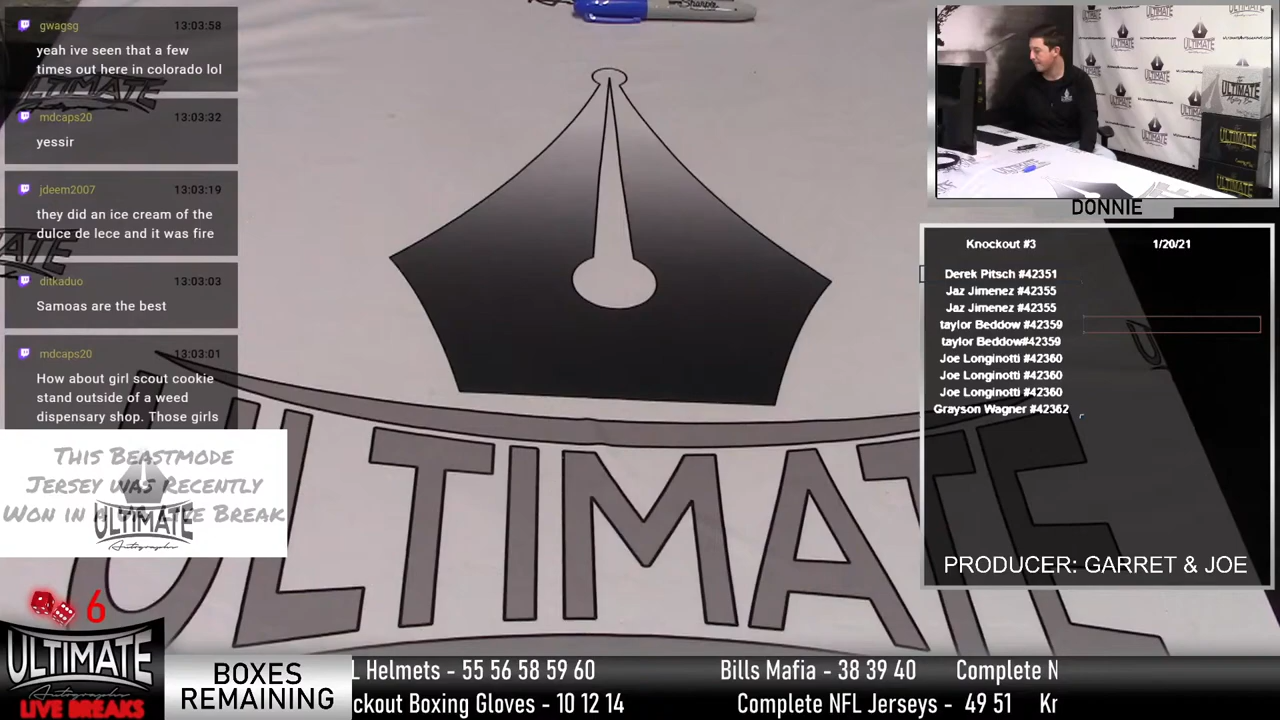 gwagsg 13:03:58
yeah ive seen that a few
times out here in colorado lol
mdcaps20 13:03:32
yessir
jdeem2007 13:03:19
they did an ice cream of the
dulce de lece and it was fire
ditkaduo 13:03:03
Samoas are the best
mdcaps20 13:03:01
How about girl scout cookie
stand outside of a weed
dispensary shop. Those girls
This Beastmode
Jersey was Recently
Won in
Break
ULTIMATE
Autographs
6
ULTIMATE
Autographs
LIVE BREAKS
Sharpie
ULTIMATE
ULTIMATE
DONNIE
Knockout #3 1/20/21
Derek Pitsch #42351
Jaz Jimenez #42355
Jaz Jimenez #42355
taylor Beddow #42359
taylor Beddow#42359
Joe Longinotti #42360
Joe Longinotti #42360
Joe Longinotti #42360
Grayson Wagner #42362
PRODUCER: GARRET & JOE
BOXES
REMAINING
L Helmets - 55 56 58 59 60 Bills Mafia - 38 39 40 Complete N
ckout Boxing Gloves - 10 12 14 Complete NFL Jerseys - 49 51 Kr